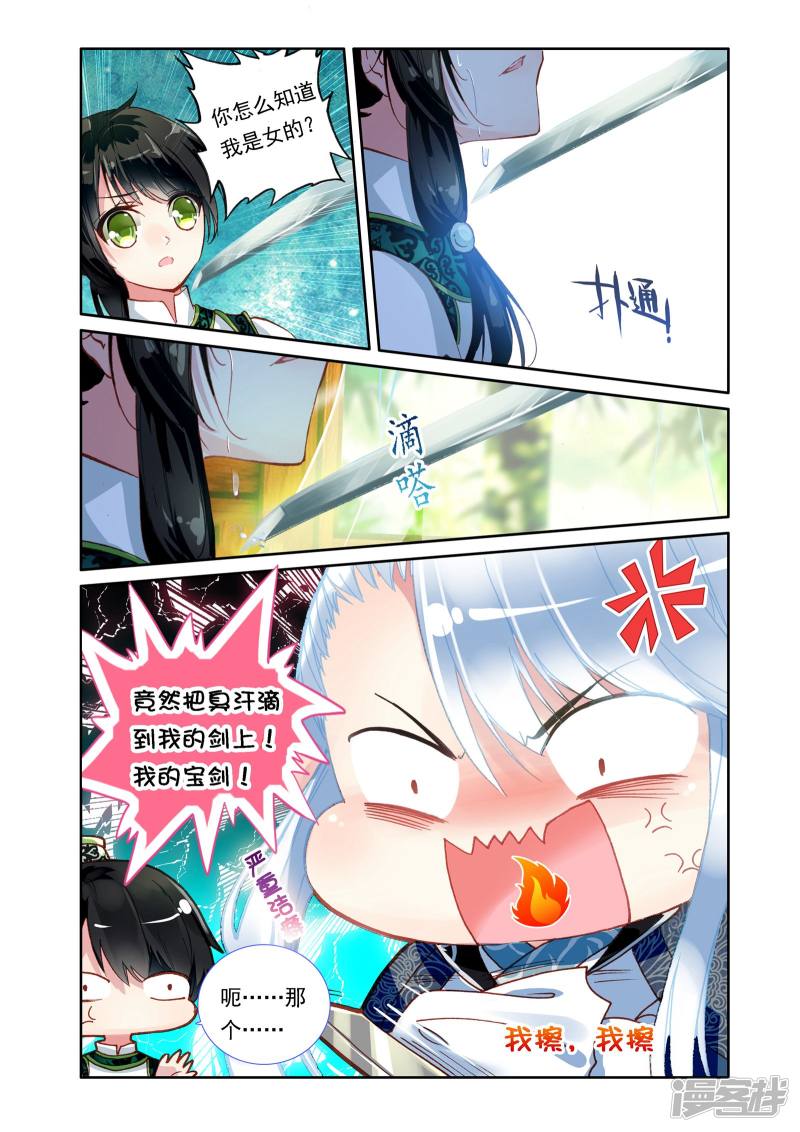 你怎么知道
我是女的？
扑通！
滴嗒
竟然把臭汗滴
到我的剑上！
我的宝剑！
严重洁癖
呃……那
个……
我擦，我擦
漫客栈